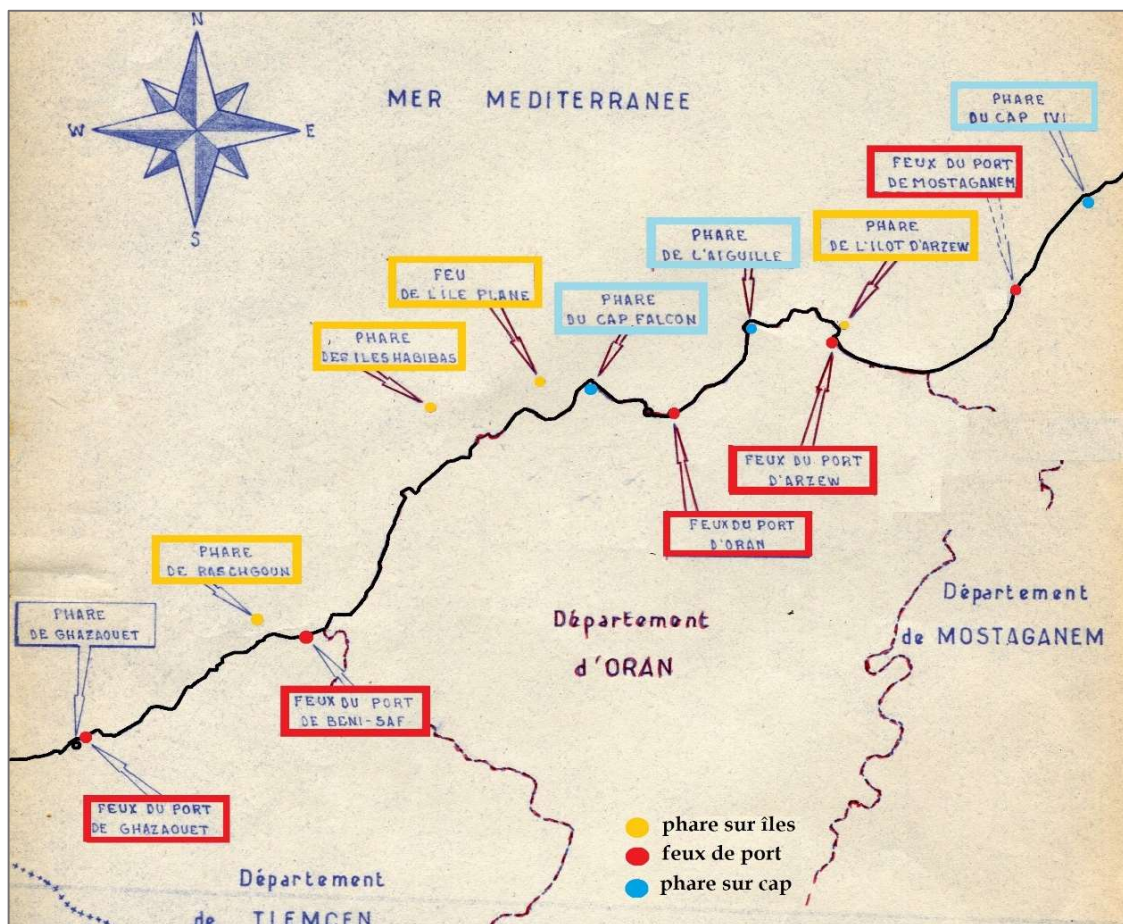 N
W
E
S
MER MEDITERRANEE
PHARE
DU CAP IVI
FEUX DU PORT
DE MOSTAGANEM
PHARE
DE L'ILOT D'ARZEW
PHARE
DE L'AIGUILLE
FEU
DE L'ILE PLANE
PHARE
DU CAP FALCON
PHARE
DES ILES HABIBAS
FEUX DU PORT
D'ARZEW
FEUX DU PORT
D'ORAN
PHARE
DE RASCHGOUN
PHARE
DE GHAZAOUET
Département
d'ORAN
Département
de MOSTAGANEM
FEUX DU PORT
DE BENI-SAF
FEUX DU PORT
DE GHAZAOUET
phare sur îles
feux de port
phare sur cap
Département
de TLEMCEN